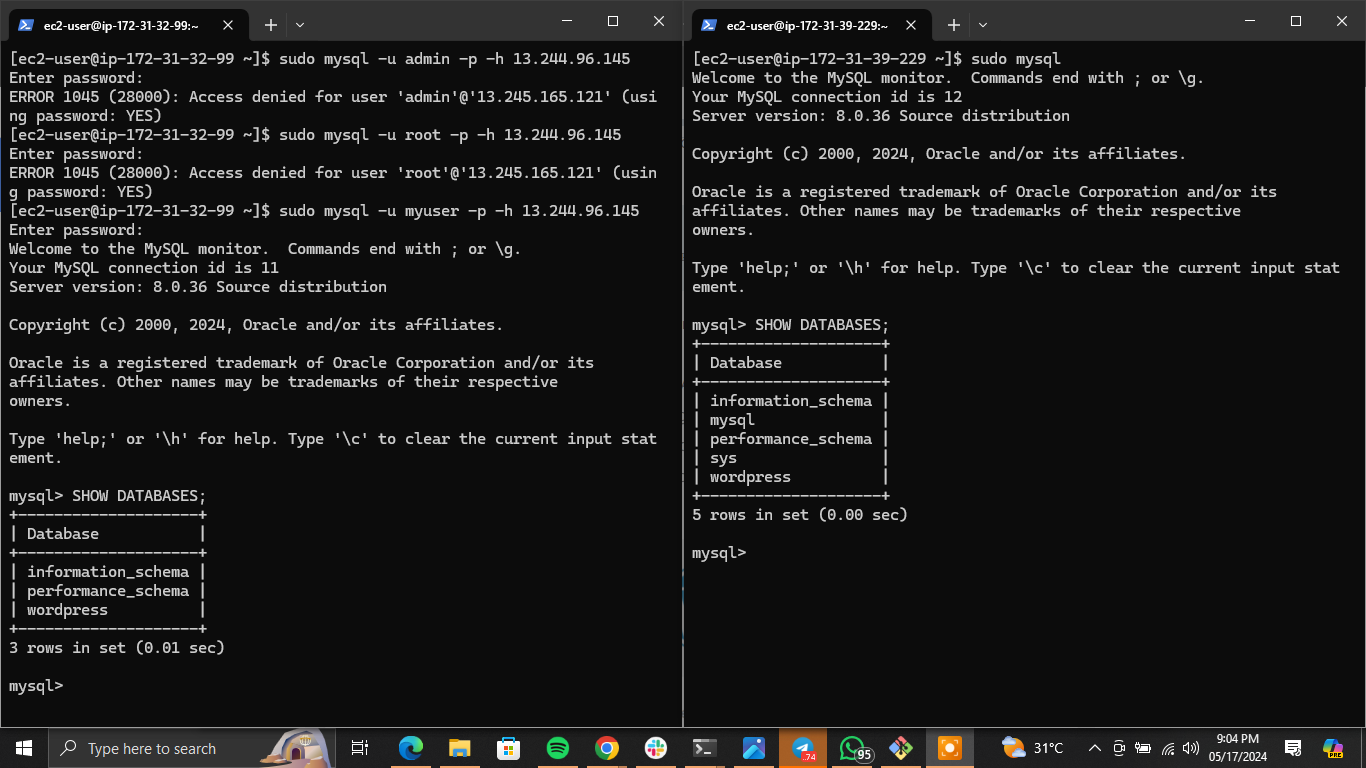 ec2-user@ip-172-31-32-99:~
[ec2-user@ip-172-31-32-99 ~]$ sudo mysql -u admin -p -h 13.244.96.145
Enter password:
ERROR 1045 (28000): Access denied for user 'admin'@'13.245.165.121' (usi
ng password: YES)
[ec2-user@ip-172-31-32-99 ~]$ sudo mysql -u root -p -h 13.244.96.145
Enter password:
ERROR 1045 (28000): Access denied for user 'root'@'13.245.165.121' (usin
g password: YES)
[ec2-user@ip-172-31-32-99 ~]$ sudo mysql -u myuser -p -h 13.244.96.145
Enter password:
Welcome to the MySQL monitor.  Commands end with ; or \g.
Your MySQL connection id is 11
Server version: 8.0.36 Source distribution
Copyright (c) 2000, 2024, Oracle and/or its affiliates.
Oracle is a registered trademark of Oracle Corporation and/or its
affiliates. Other names may be trademarks of their respective
owners.
Type 'help;' or '\h' for help. Type '\c' to clear the current input stat
ement.
mysql> SHOW DATABASES;
+--------------------+
| Database           |
+--------------------+
| information_schema |
| performance_schema |
| wordpress          |
+--------------------+
3 rows in set (0.01 sec)
mysql>
ec2-user@ip-172-31-39-229:~
[ec2-user@ip-172-31-39-229 ~]$ sudo mysql
Welcome to the MySQL monitor.  Commands end with ; or \g.
Your MySQL connection id is 12
Server version: 8.0.36 Source distribution
Copyright (c) 2000, 2024, Oracle and/or its affiliates.
Oracle is a registered trademark of Oracle Corporation and/or its
affiliates. Other names may be trademarks of their respective
owners.
Type 'help;' or '\h' for help. Type '\c' to clear the current input stat
ement.
mysql> SHOW DATABASES;
+--------------------+
| Database           |
+--------------------+
| information_schema |
| mysql              |
| performance_schema |
| sys                |
| wordpress          |
+--------------------+
5 rows in set (0.00 sec)
mysql>
Type here to search
74
95
31°C
9:04 PM
05/17/2024
PRE